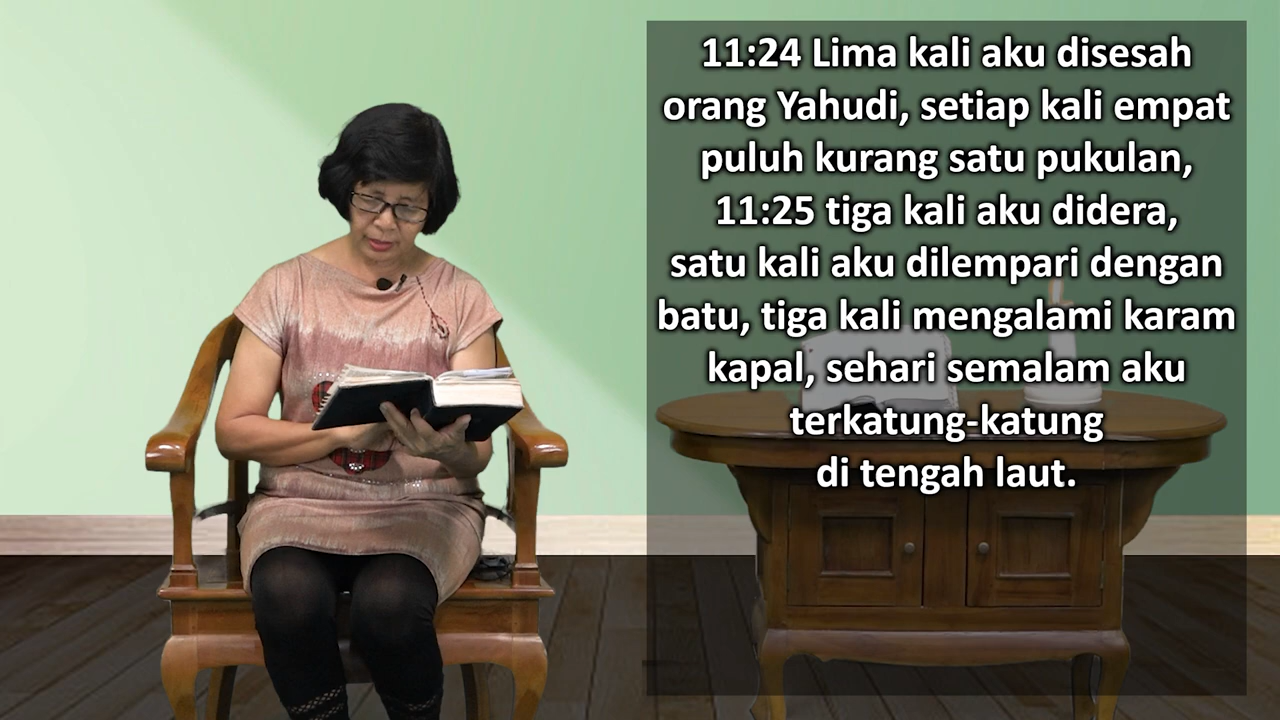 11:24 Lima kali aku disesah
orang Yahudi, setiap kali empat
puluh kurang satu pukulan,
11:25 tiga kali aku didera,
satu kali aku dilempari dengan
batu, tiga kali mengalami karam
kapal, sehari semalam aku
terkatung-katung
di tengah laut.